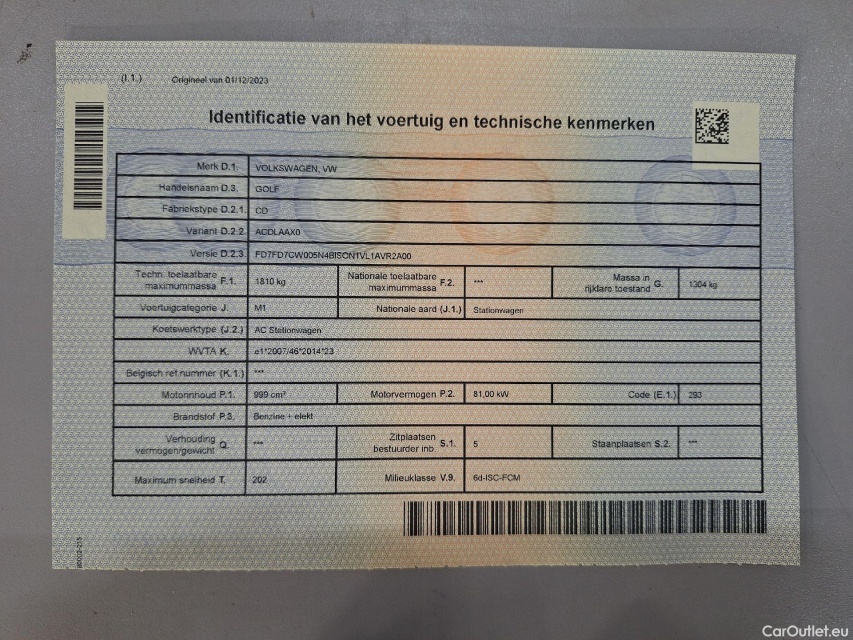 (I.1.) Origineel van 01/12/2023
Identificatie van het voertuig en technische kenmerken
Merk D.1. VOLKSWAGEN, VW
Handelsnaam D.3. GOLF
Fabriekstype D.2.1. CD
Variant D.2.2. ACDLAAX0
Versie D.2.3. FD7FD7CW005N4BISON1VL1AVR2A00
Techn. toelaatbare maximummassa F.1. 1810 kg Nationale toelaatbare maximummassa F.2. *** Massa in rijklare toestand G. 1304 kg
Voertuigcategorie J. M1 Nationale aard (J.1.) Stationwagen
Koetswerktype (J.2.) AC Stationwagen
WVTA K. e1*2007/46*2014*23
Belgisch ref.nummer (K.1.) ***
Motorinhoud P.1. 999 cm³ Motorvermogen P.2. 81,00 kW Code (E.1.) 293
Brandstof P.3. Benzine + elekt
Verhouding vermogen/gewicht Q. *** Zitplaatsen bestuurder inb. S.1. 5 Staanplaatsen S.2. ***
Maximum snelheid T. 202 Milieuklasse V.9. 6d-ISC-FCM
CarOutlet.eu